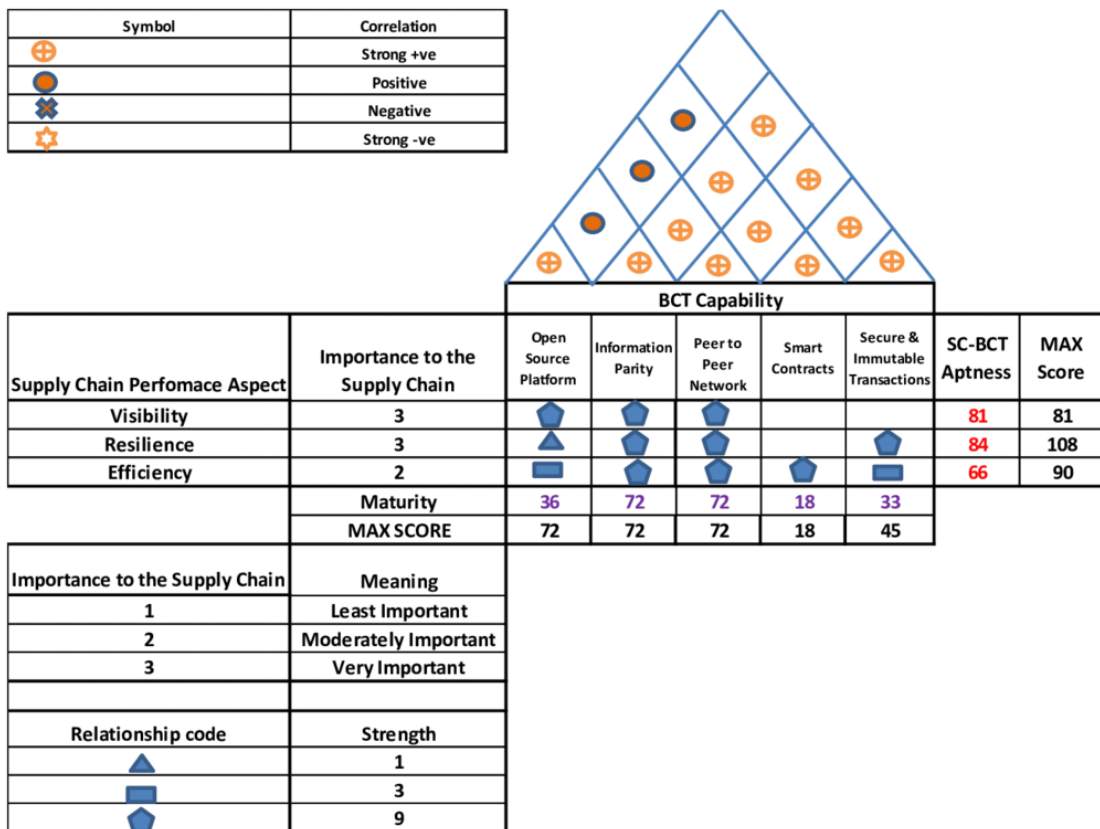 Symbol Correlation
Strong +ve
Positive
Negative
Strong -ve
BCT Capability
Supply Chain Perfomace Aspect
Importance to the
Supply Chain
Open
Source
Platform
Information
Parity
Peer to
Peer
Network
Smart
Contracts
Secure &
Immutable
Transactions
SC-BCT
Aptness
MAX
Score
Visibility 3 81 81
Resilience 3 84 108
Efficiency 2 66 90
Maturity 36 72 72 18 33
MAX SCORE 72 72 72 18 45
Importance to the Supply Chain Meaning
1 Least Important
2 Moderately Important
3 Very Important
Relationship code Strength
1
3
9